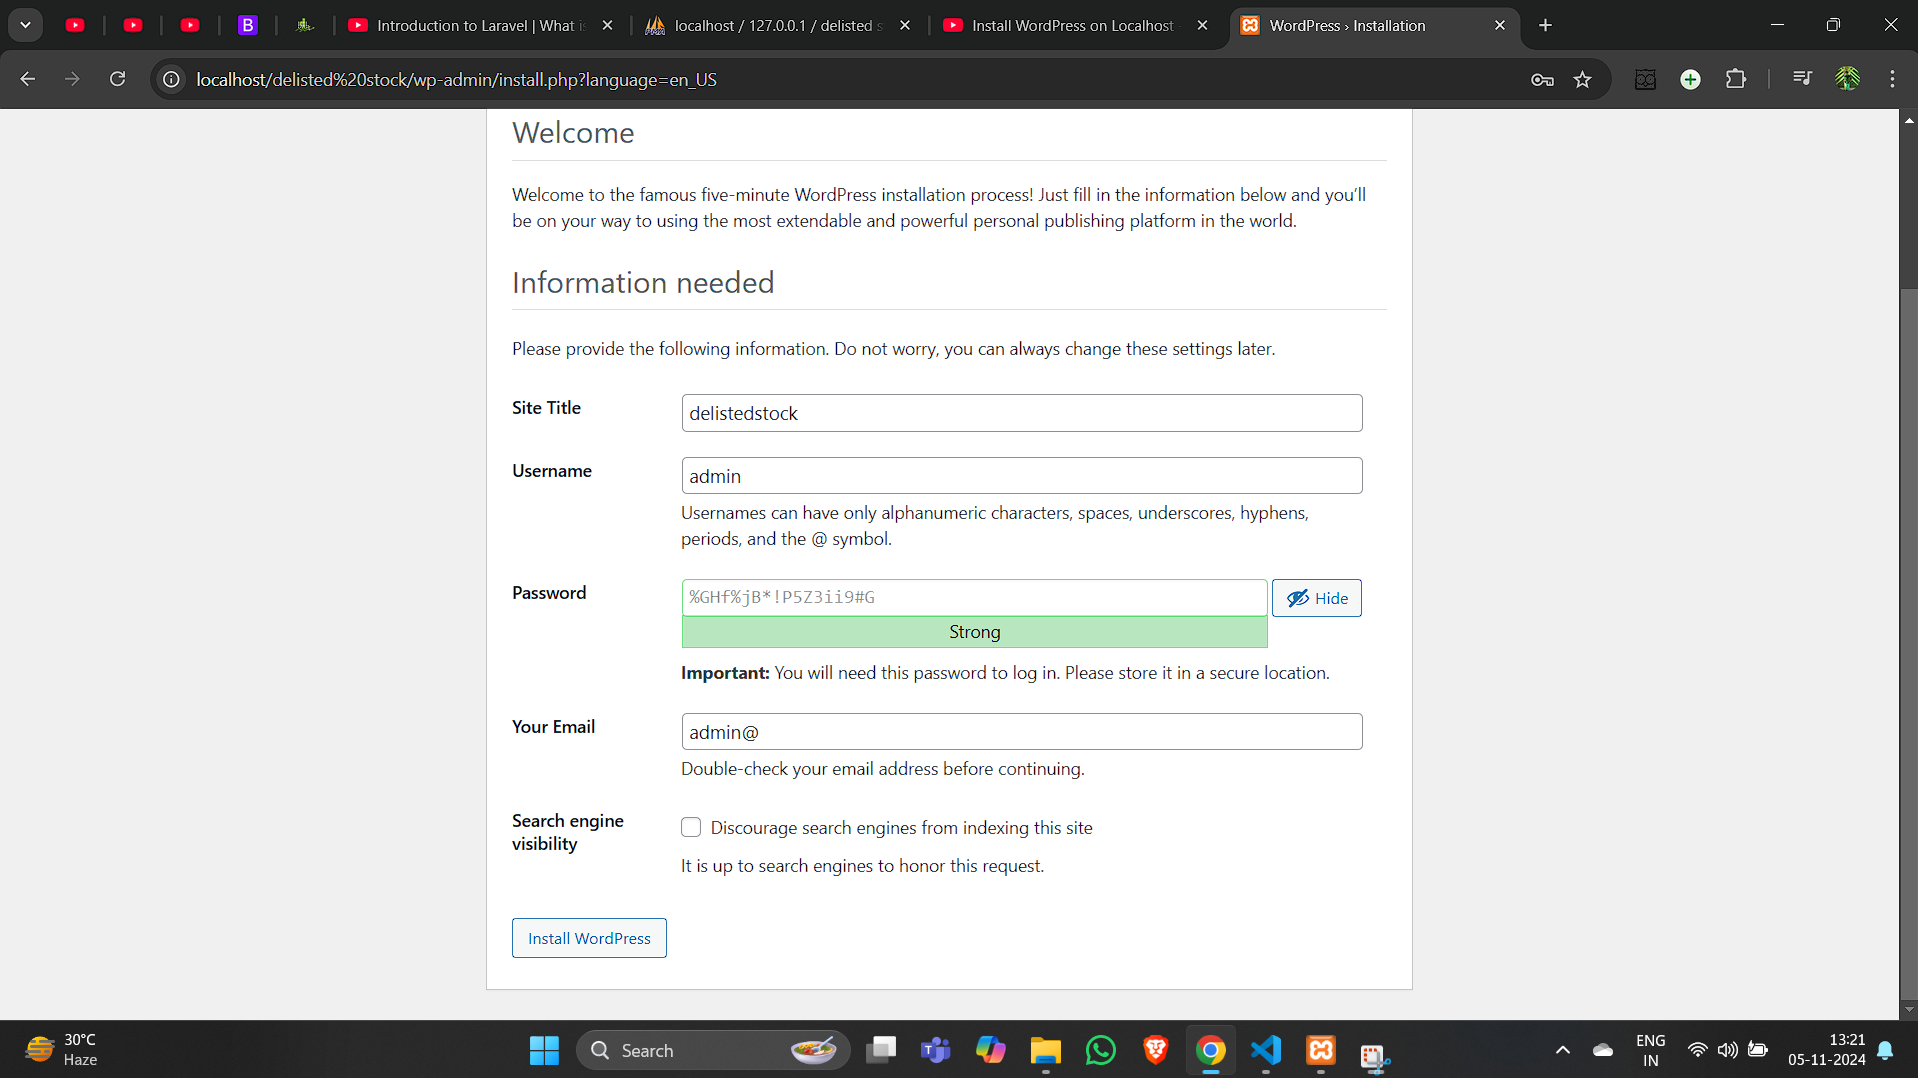 Introduction to Laravel | What is
localhost / 127.0.0.1 / delisted s
Install WordPress on Localhost
WordPress › Installation
localhost/delisted%20stock/wp-admin/install.php?language=en_US
Welcome
Welcome to the famous five-minute WordPress installation process! Just fill in the information below and you’ll
be on your way to using the most extendable and powerful personal publishing platform in the world.
Information needed
Please provide the following information. Do not worry, you can always change these settings later.
Site Title
delistedstock
Username
admin
Usernames can have only alphanumeric characters, spaces, underscores, hyphens,
periods, and the @ symbol.
Password
%GHf%jB*!P5Z3ii9#G
Hide
Strong
Important: You will need this password to log in. Please store it in a secure location.
Your Email
admin@
Double-check your email address before continuing.
Search engine
visibility
Discourage search engines from indexing this site
It is up to search engines to honor this request.
Install WordPress
30°C
Haze
Search
ENG
IN
13:21
05-11-2024